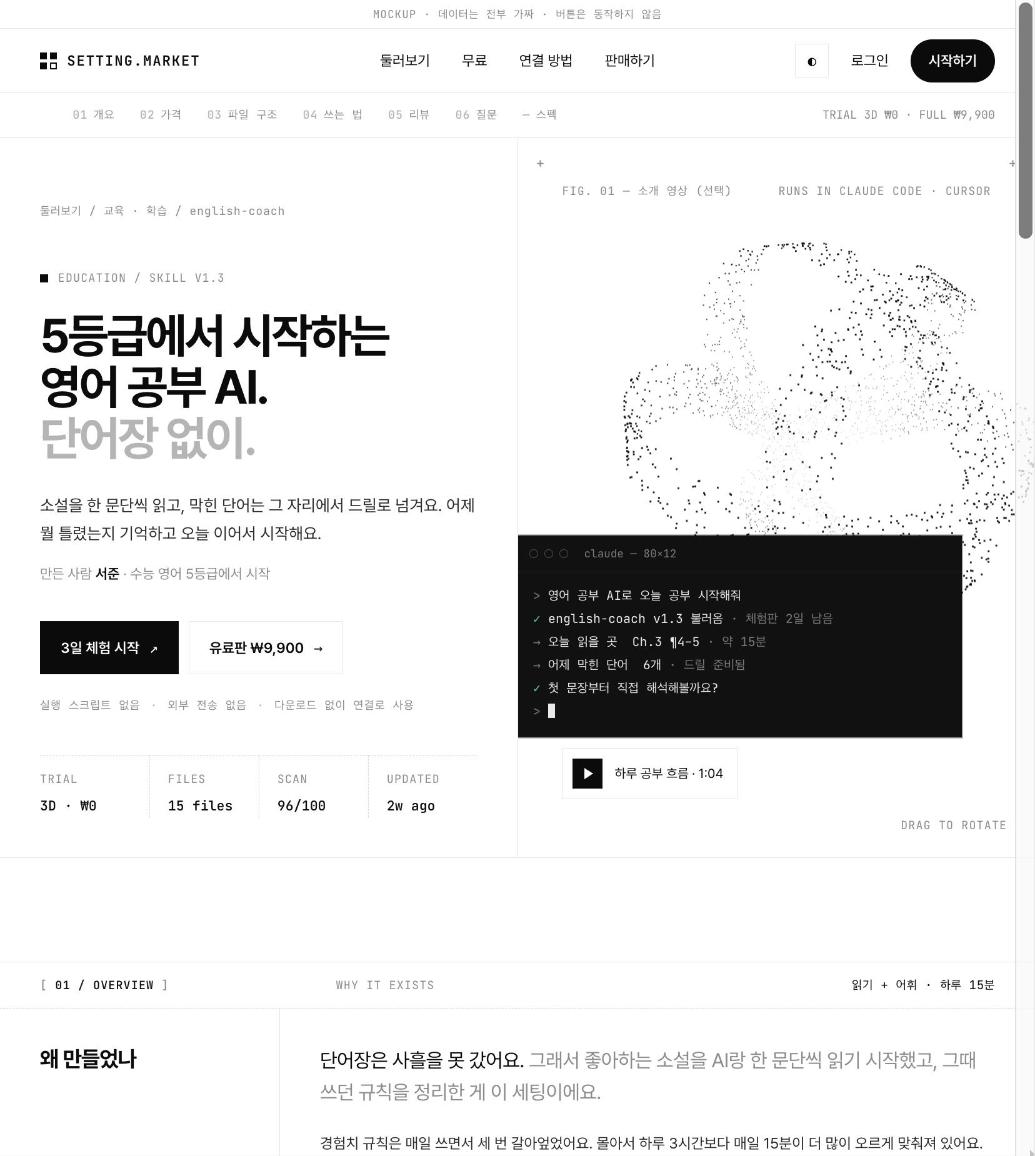 MOCKUP · 데이터는 전부 가짜 · 버튼은 동작하지 않음
SETTING.MARKET
둘러보기
무료
연결 방법
판매하기
로그인
시작하기
01 개요
02 가격
03 파일 구조
04 쓰는 법
05 리뷰
06 질문
— 스펙
TRIAL 3D ₩0 · FULL ₩9,900
둘러보기 / 교육 · 학습 / english-coach
EDUCATION / SKILL V1.3
5등급에서 시작하는
영어 공부 AI.
단어장 없이.
소설을 한 문단씩 읽고, 막힌 단어는 그 자리에서 드릴로 넘겨요. 어제
뭘 틀렸는지 기억하고 오늘 이어서 시작해요.
만든 사람 서준 · 수능 영어 5등급에서 시작
3일 체험 시작 ↗
유료판 ₩9,900 →
실행 스크립트 없음 · 외부 전송 없음 · 다운로드 없이 연결로 사용
TRIAL
3D · ₩0
FILES
15 files
SCAN
96/100
UPDATED
2w ago
+
+
FIG. 01 — 소개 영상 (선택)
RUNS IN CLAUDE CODE · CURSOR
claude — 80×12
> 영어 공부 AI로 오늘 공부 시작해줘
✓ english-coach v1.3 불러옴 · 체험판 2일 남음
→ 오늘 읽을 곳 Ch.3 ¶4–5 · 약 15분
→ 어제 막힌 단어 6개 · 드릴 준비됨
✓ 첫 문장부터 직접 해석해볼까요?
>
하루 공부 흐름 · 1:04
DRAG TO ROTATE
[ 01 / OVERVIEW ]
WHY IT EXISTS
읽기 + 어휘 · 하루 15분
왜 만들었나
단어장은 사흘을 못 갔어요. 그래서 좋아하는 소설을 AI랑 한 문단씩 읽기 시작했고, 그때
쓰던 규칙을 정리한 게 이 세팅이에요.
경험치 규칙은 매일 쓰면서 세 번 갈아엎었어요. 몰아서 하루 3시간보다 매일 15분이 더 많이 오르게 맞춰져 있어요.